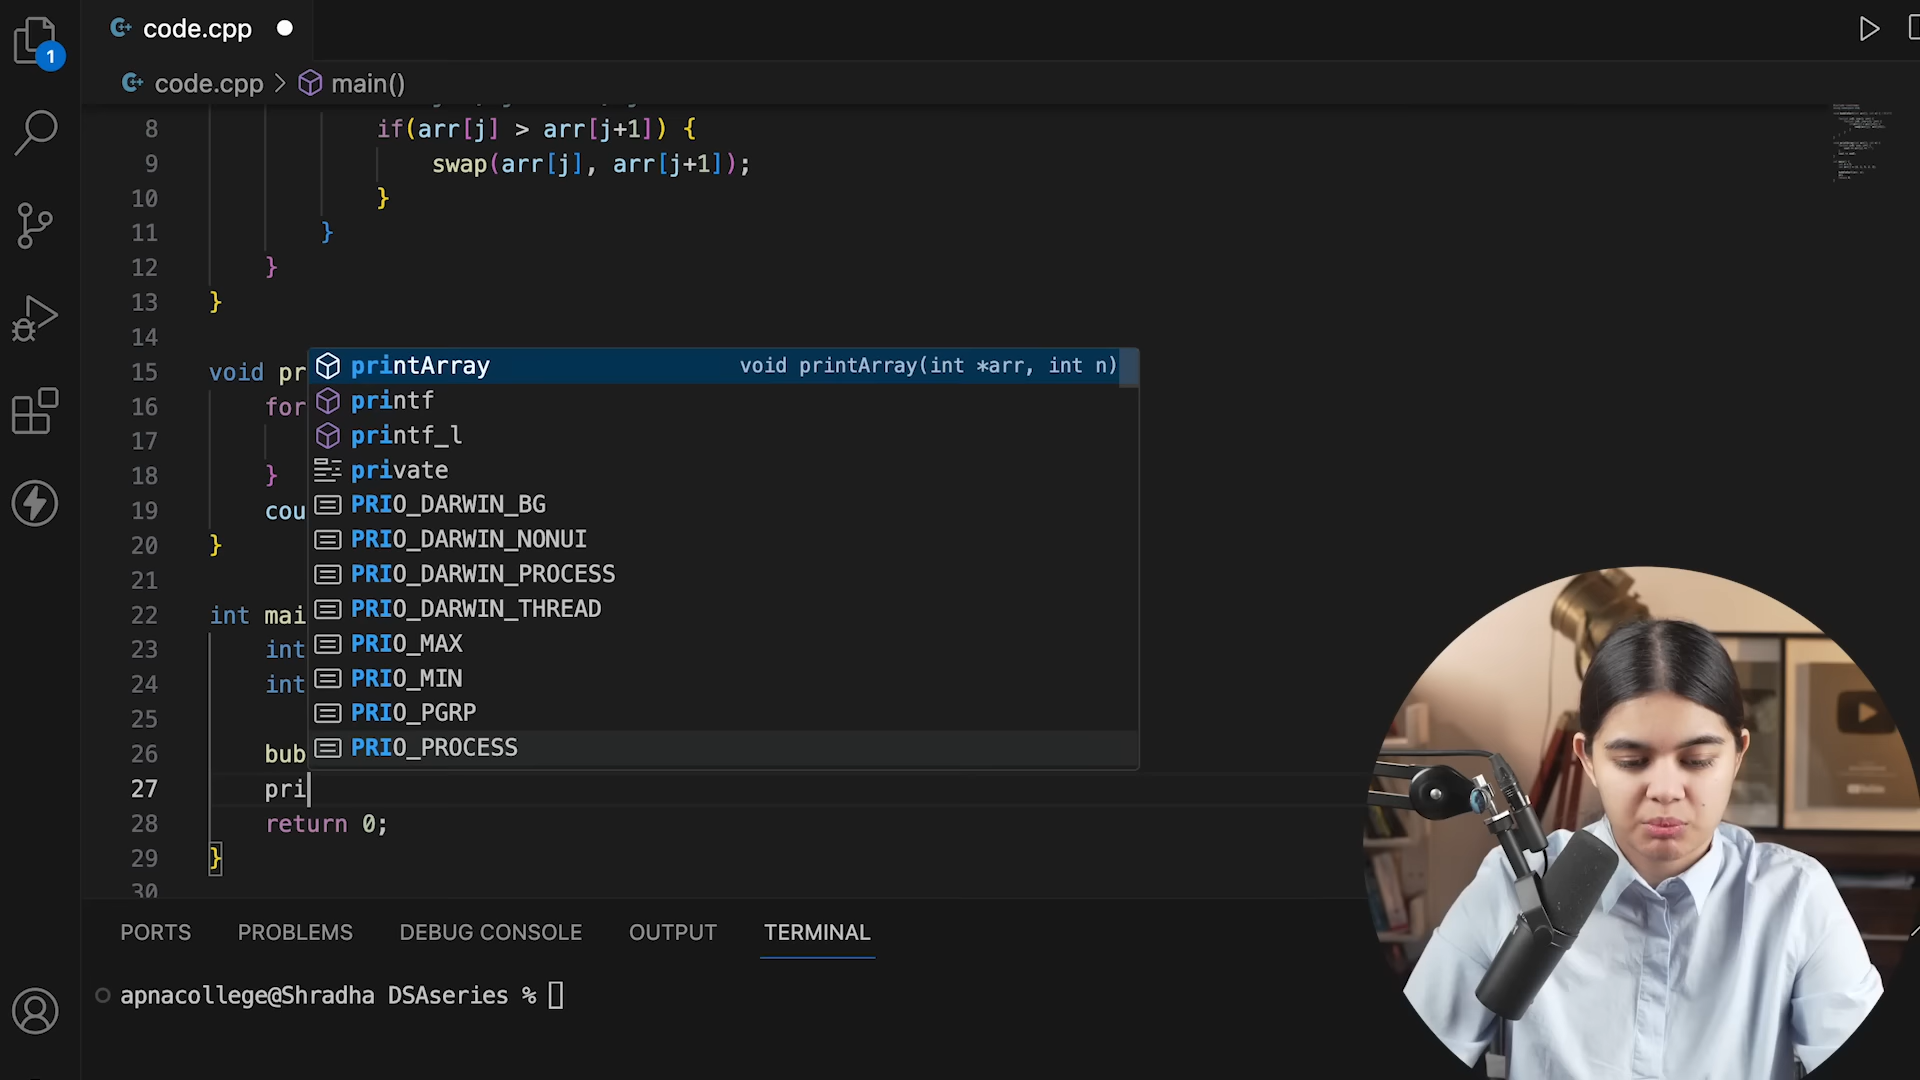 code.cpp
1
code.cpp > main()
8 if(arr[j] > arr[j+1]) {
9 swap(arr[j], arr[j+1]);
10 }
11 }
12 }
13 }
14
15 void pr
16 for
17
18 }
19 cou
20 }
21
22 int mai
23 int
24 int
25
26 bub
27 pri
28 return 0;
29 }
30
printArray void printArray(int *arr, int n)
printf
printf_l
private
PRIO_DARWIN_BG
PRIO_DARWIN_NONUI
PRIO_DARWIN_PROCESS
PRIO_DARWIN_THREAD
PRIO_MAX
PRIO_MIN
PRIO_PGRP
PRIO_PROCESS
PORTS PROBLEMS DEBUG CONSOLE OUTPUT TERMINAL
apnacollege@Shradha DSAseries %